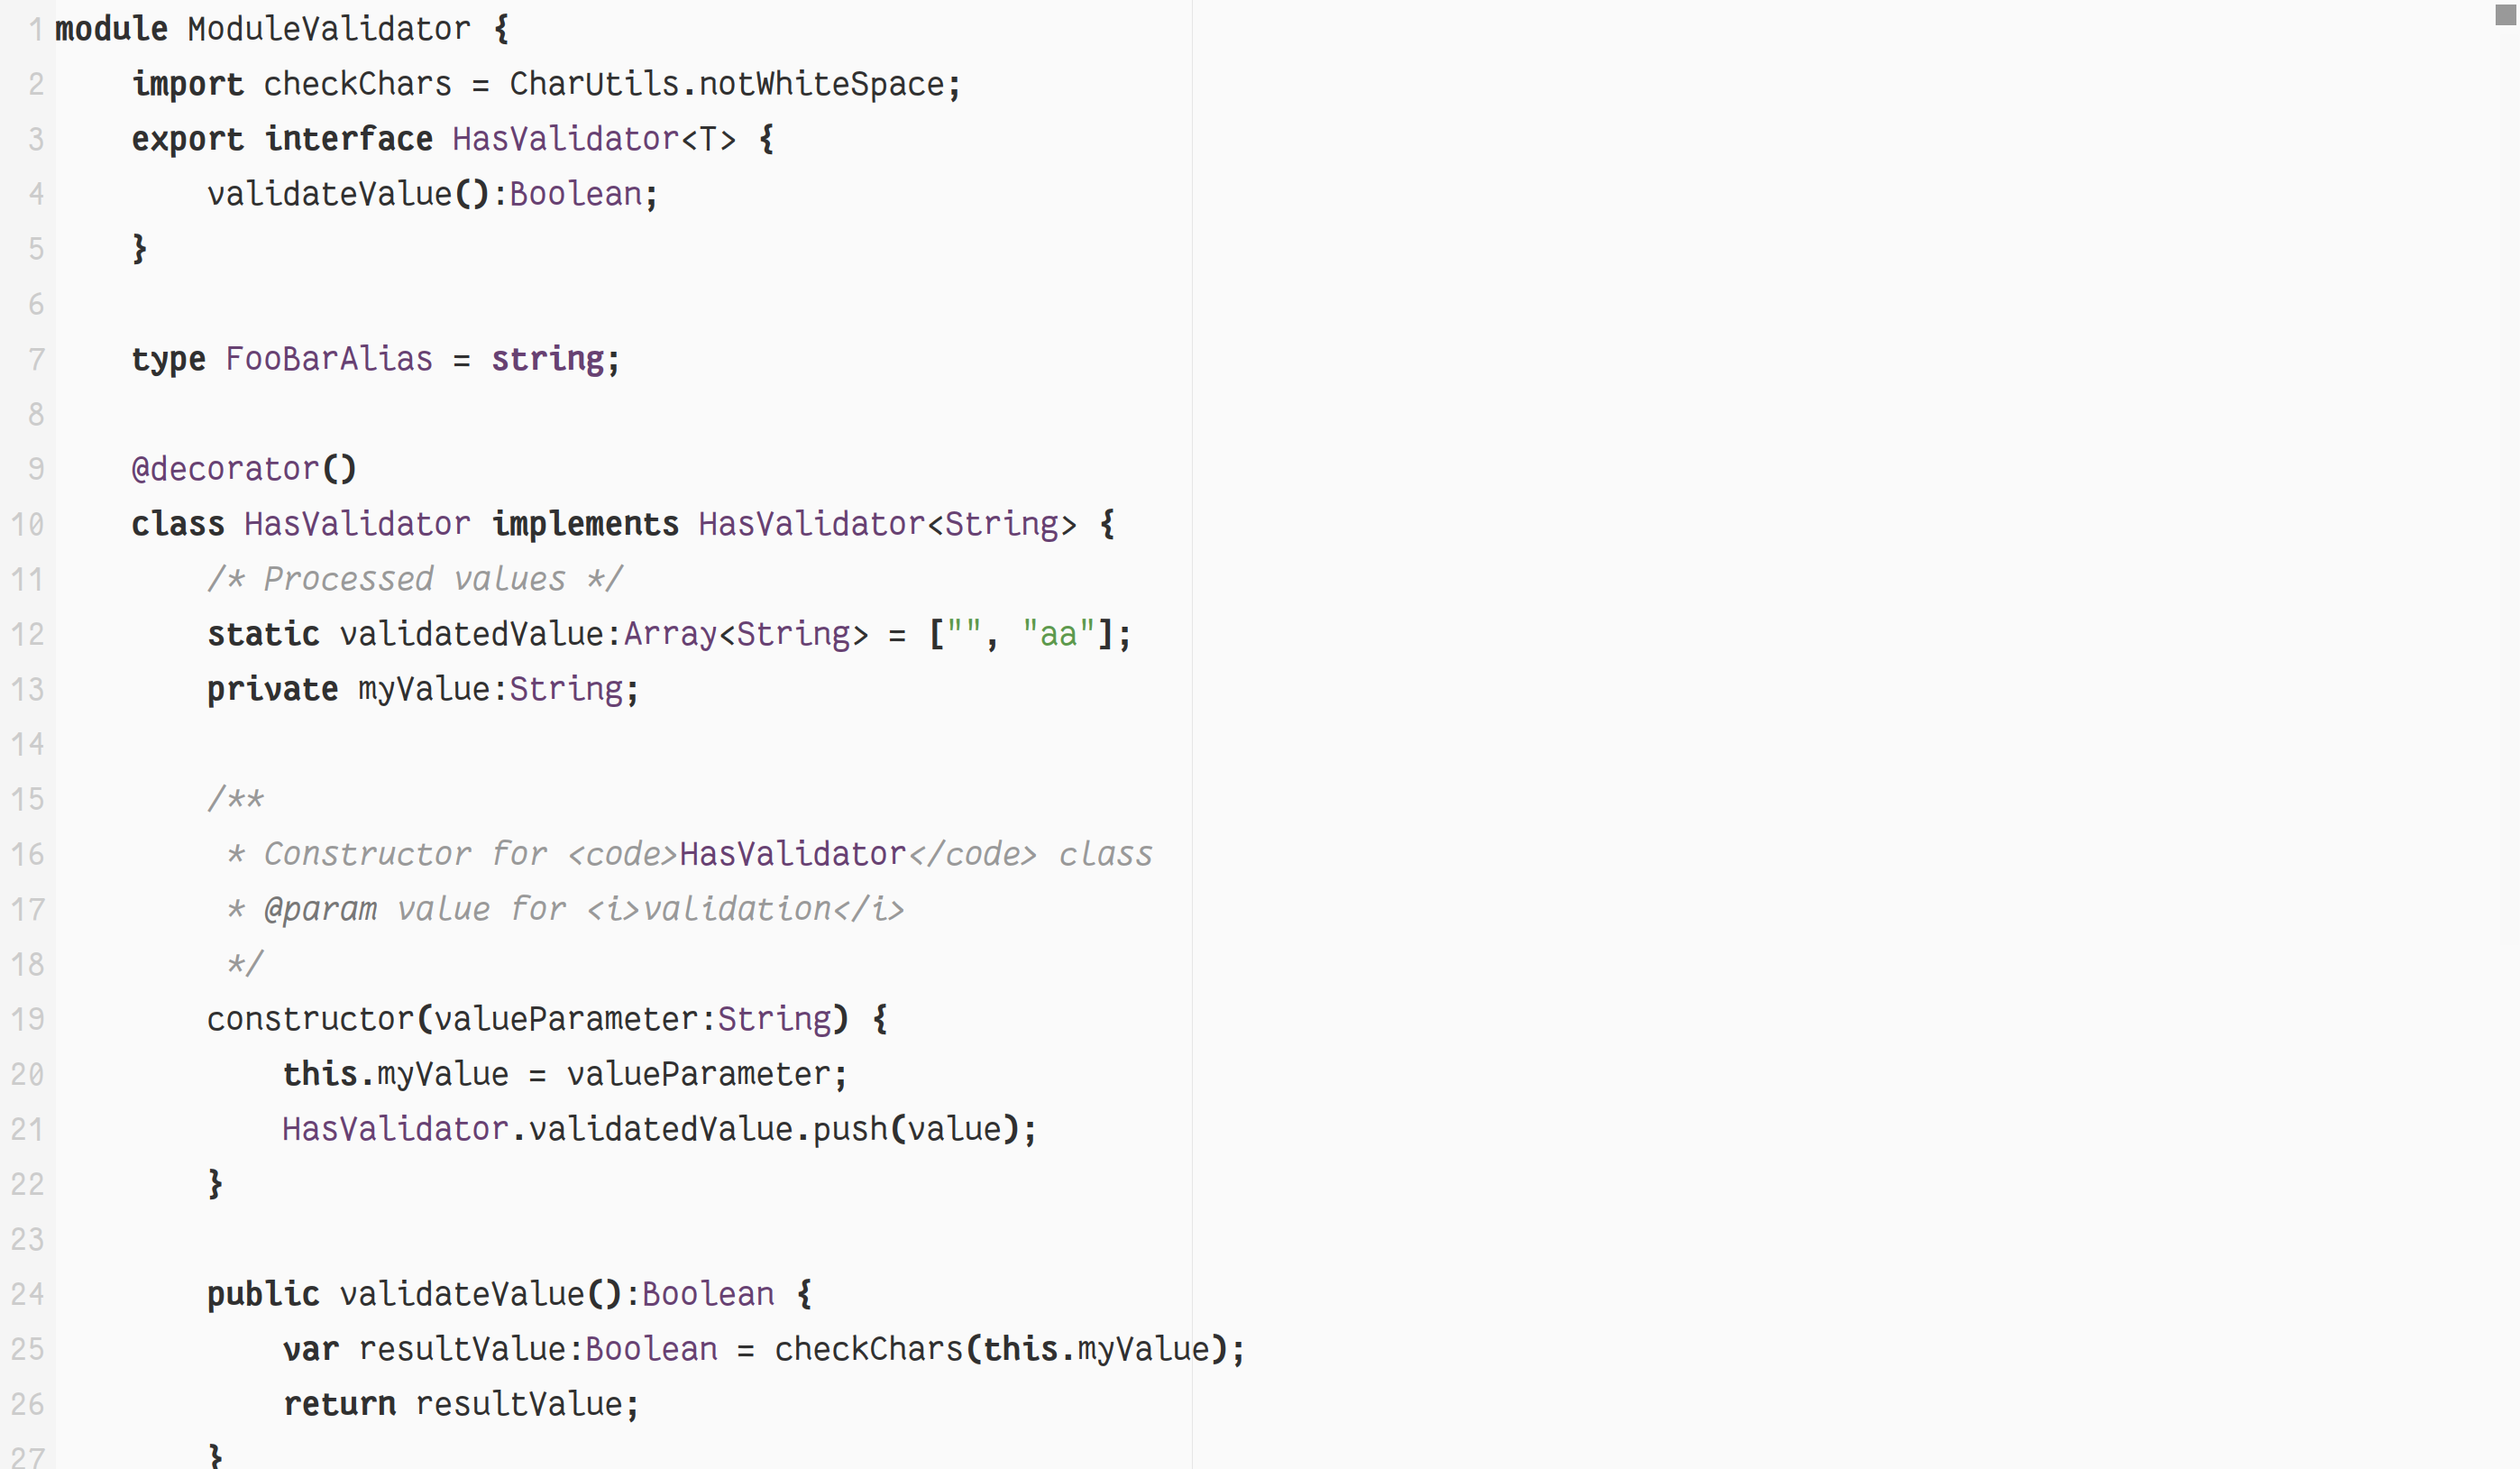 1 module ModuleValidator {
2     import checkChars = CharUtils.notWhiteSpace;
3     export interface HasValidator<T> {
4         validateValue():Boolean;
5     }
6
7     type FooBarAlias = string;
8
9     @decorator()
10     class HasValidator implements HasValidator<String> {
11         /* Processed values */
12         static validatedValue:Array<String> = ["", "aa"];
13         private myValue:String;
14
15         /**
16          * Constructor for <code>HasValidator</code> class
17          * @param value for <i>validation</i>
18          */
19         constructor(valueParameter:String) {
20             this.myValue = valueParameter;
21             HasValidator.validatedValue.push(value);
22         }
23
24         public validateValue():Boolean {
25             var resultValue:Boolean = checkChars(this.myValue);
26             return resultValue;
27         }